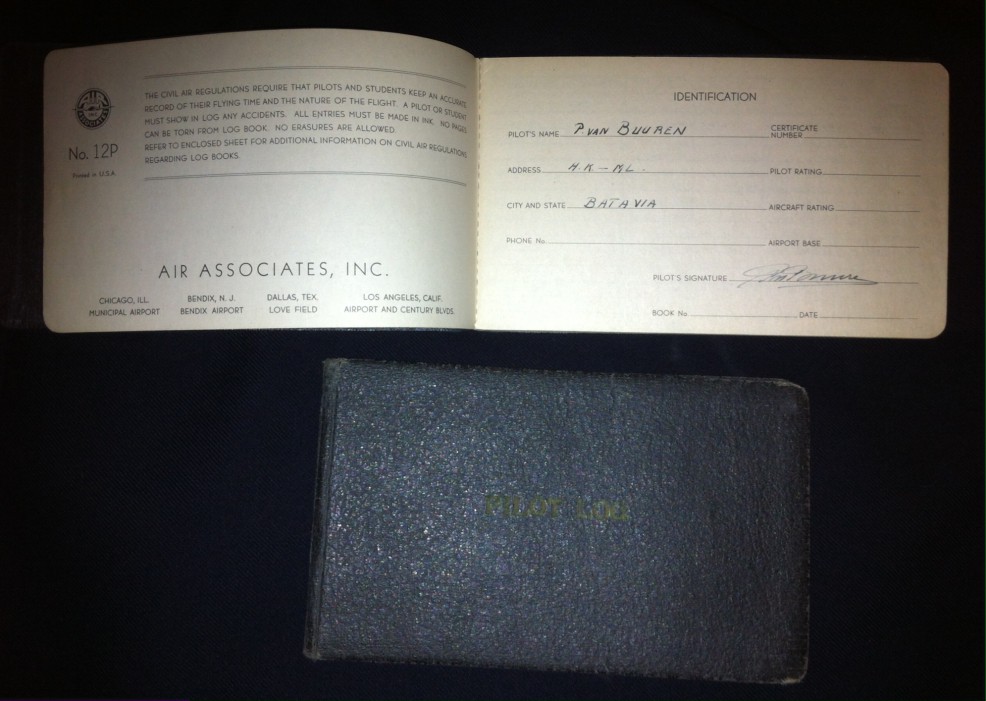 ASSOCIATES
No. 12P
Printed in U.S.A.
THE CIVIL AIR REGULATIONS REQUIRE THAT PILOTS AND STUDENTS KEEP AN ACCURATE
RECORD OF THEIR FLYING TIME AND THE NATURE OF THE FLIGHT. A PILOT OR STUDENT
MUST SHOW IN LOG ANY ACCIDENTS. ALL ENTRIES MUST BE MADE IN INK. NO PAGES
CAN BE TORN FROM LOG BOOK. NO ERASURES ARE ALLOWED.
REFER TO ENCLOSED SHEET FOR ADDITIONAL INFORMATION ON CIVIL AIR REGULATIONS
REGARDING LOG BOOKS.
AIR ASSOCIATES, INC.
CHICAGO, ILL. BENDIX, N. J. DALLAS, TEX. LOS ANGELES, CALIF.
MUNICIPAL AIRPORT BENDIX AIRPORT LOVE FIELD AIRPORT AND CENTURY BLVDS.
IDENTIFICATION
PILOT'S NAME P. VAN BUUREN CERTIFICATE NUMBER
ADDRESS H.K – ML. PILOT RATING
CITY AND STATE BATAVIA AIRCRAFT RATING
PHONE No. AIRPORT BASE
PILOT'S SIGNATURE
BOOK No. DATE
PILOT LOG